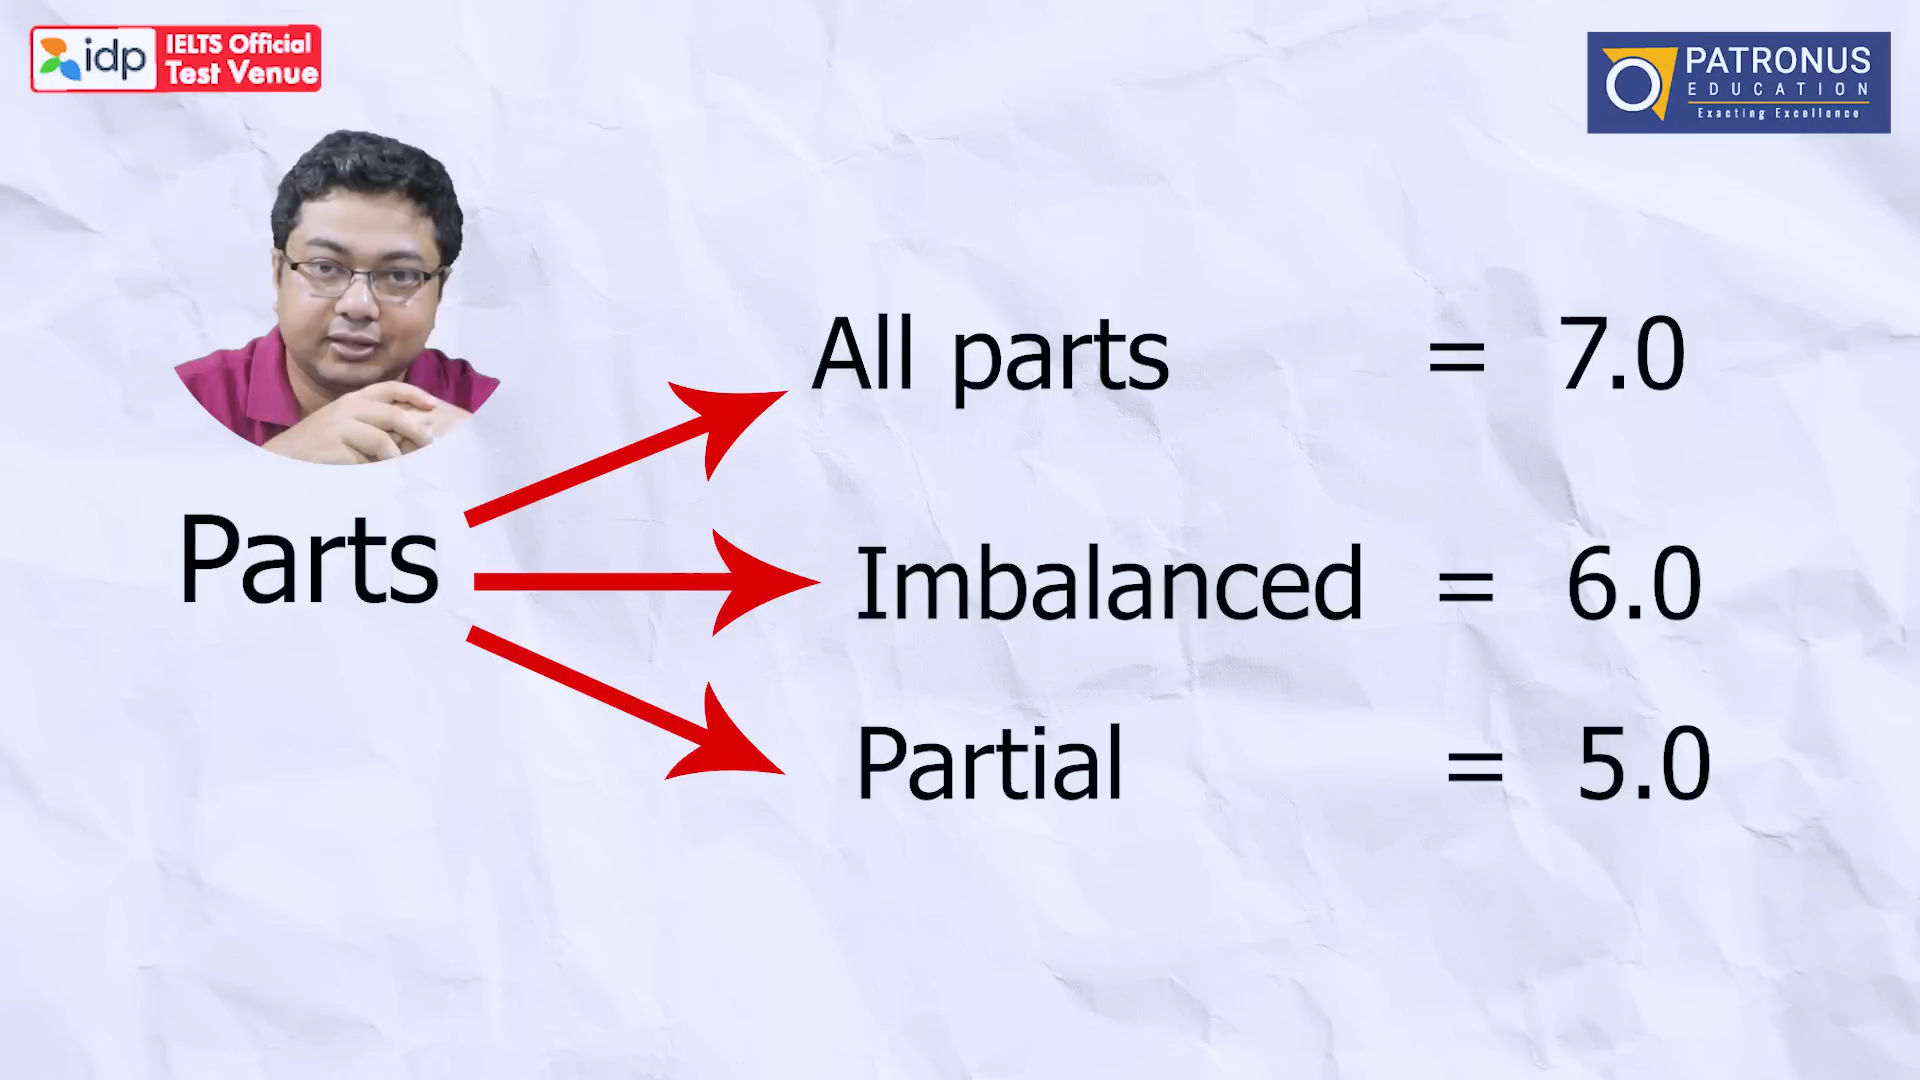 idp
IELTS Official
Test Venue
PATRONUS
EDUCATION
Exacting Excellence
All parts = 7.0
Parts
Imbalanced = 6.0
Partial = 5.0